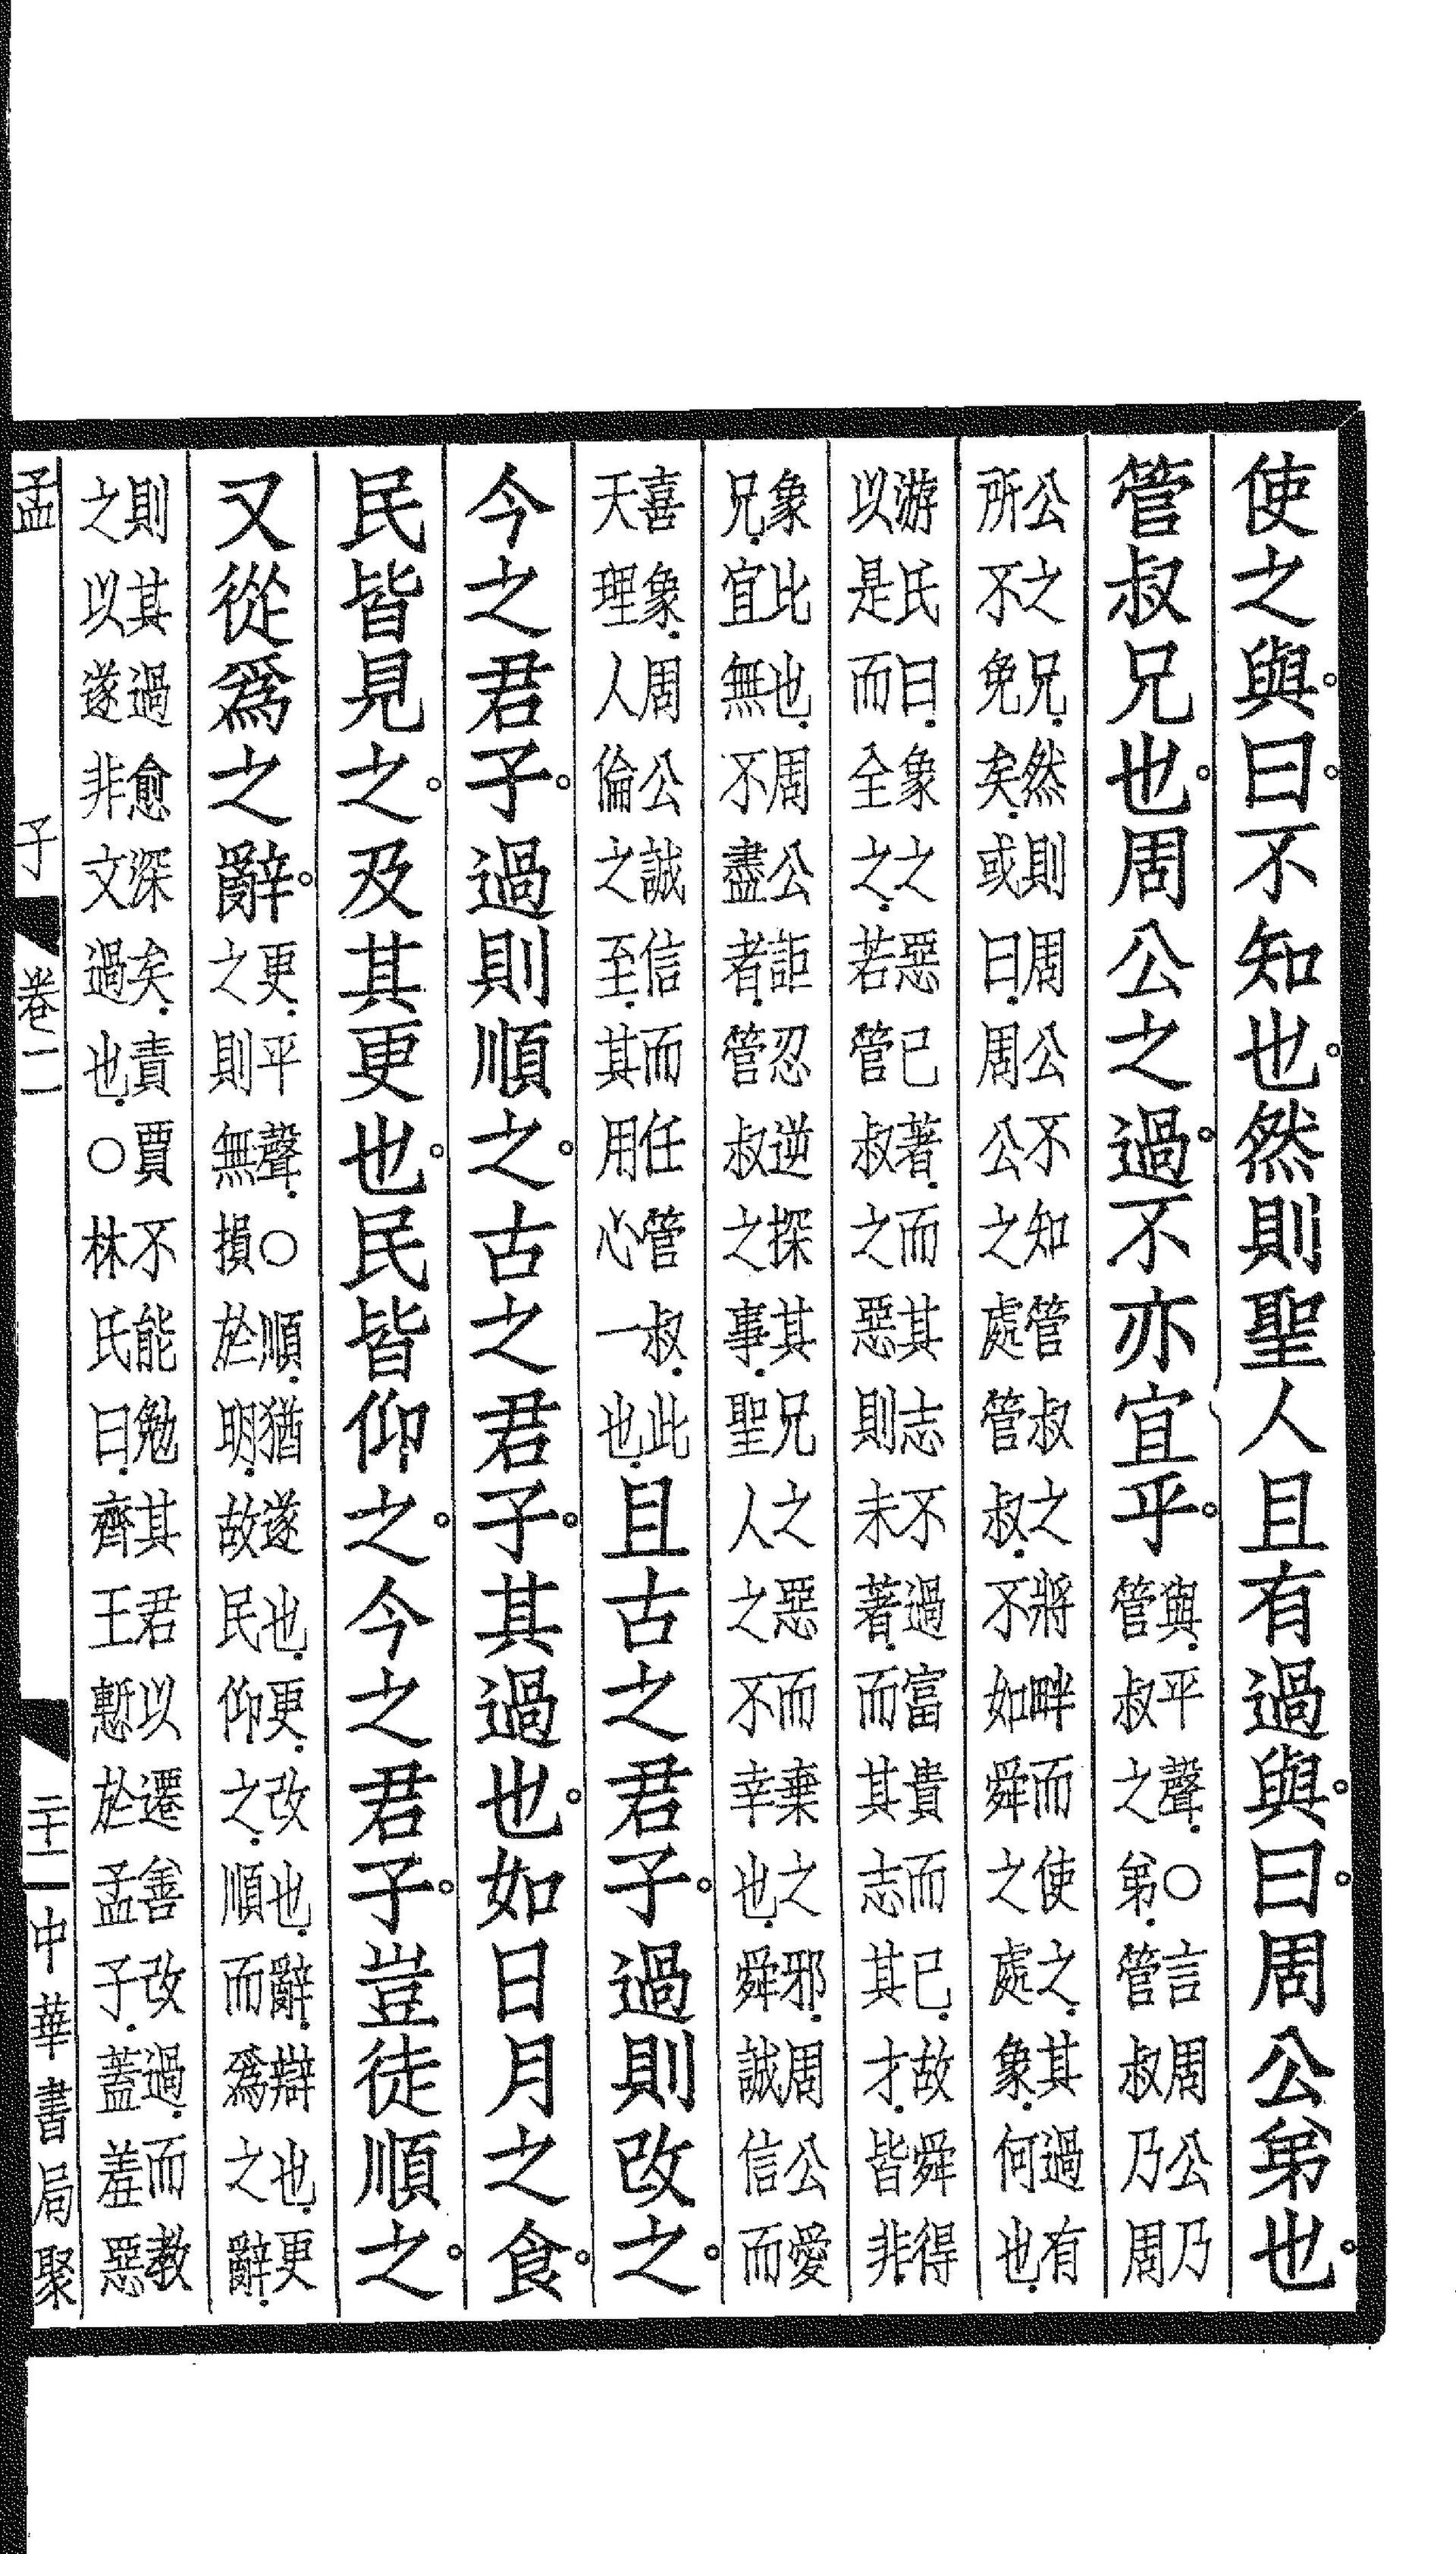 使之與。曰。不知也。然則聖人且有過與。曰。周公弟也。
管叔兄也。周公之過。不亦宜乎。
與.平聲.○言周公乃
管叔之弟.管叔乃周
公之兄.然則周公不知管叔之將畔而使之.其過有
所不免矣.或曰.周公之處管叔.不如舜之處象.何也.
游氏曰.象之惡已著.而其志不過富貴而已.故舜得
以是而全之.若管叔之惡則未著.而其志其才.皆非
象比也.周公詎忍逆探其兄之惡而棄之邪.周公愛
兄.宜無不盡者.管叔之事.聖人之不幸也.舜誠信而
喜象.周公誠信而任管叔.此
天理人倫之至.其用心一也.
且古之君子。過則改之。
今之君子。過則順之。古之君子。其過也。如日月之食。
民皆見之。及其更也。民皆仰之。今之君子。豈徒順之。
又從爲之辭。
更.平聲.○順.猶遂也.更.改也.辭.辯也.更
之則無損於明.故民仰之.順而爲之辭.
則其過愈深矣.責賈不能勉其君以遷善改過.而教
之以遂非文過也.○林氏曰.齊王慙於孟子.蓋羞惡
孟子 卷二 二十二 中華書局聚